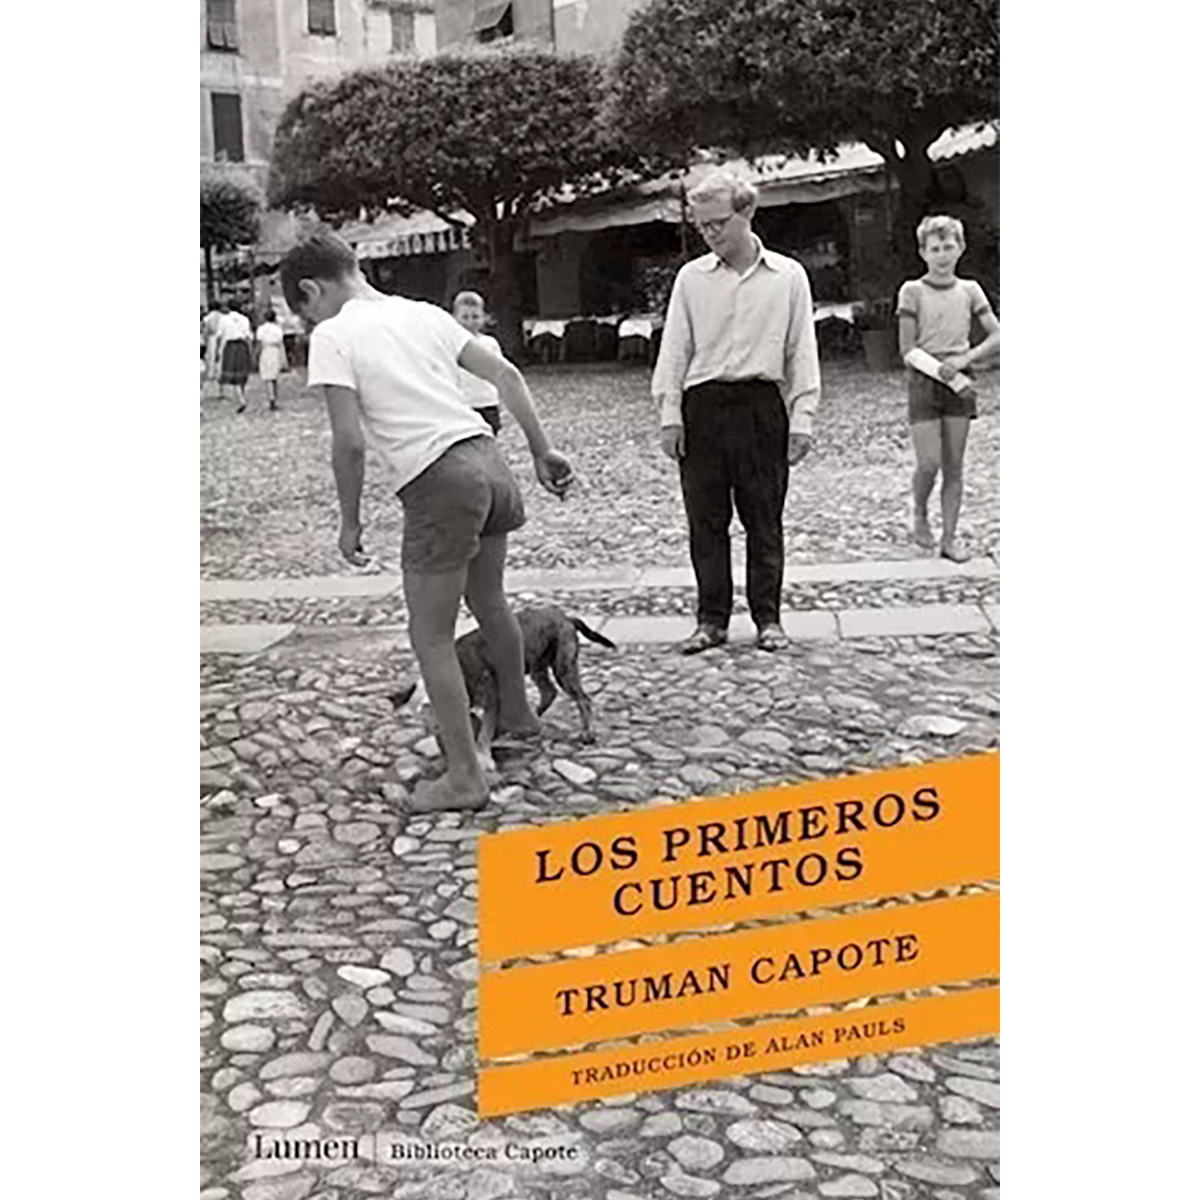 LOS PRIMEROS
CUENTOS
TRUMAN CAPOTE
TRADUCCIÓN DE ALAN PAULS
Lumen | Biblioteca Capote